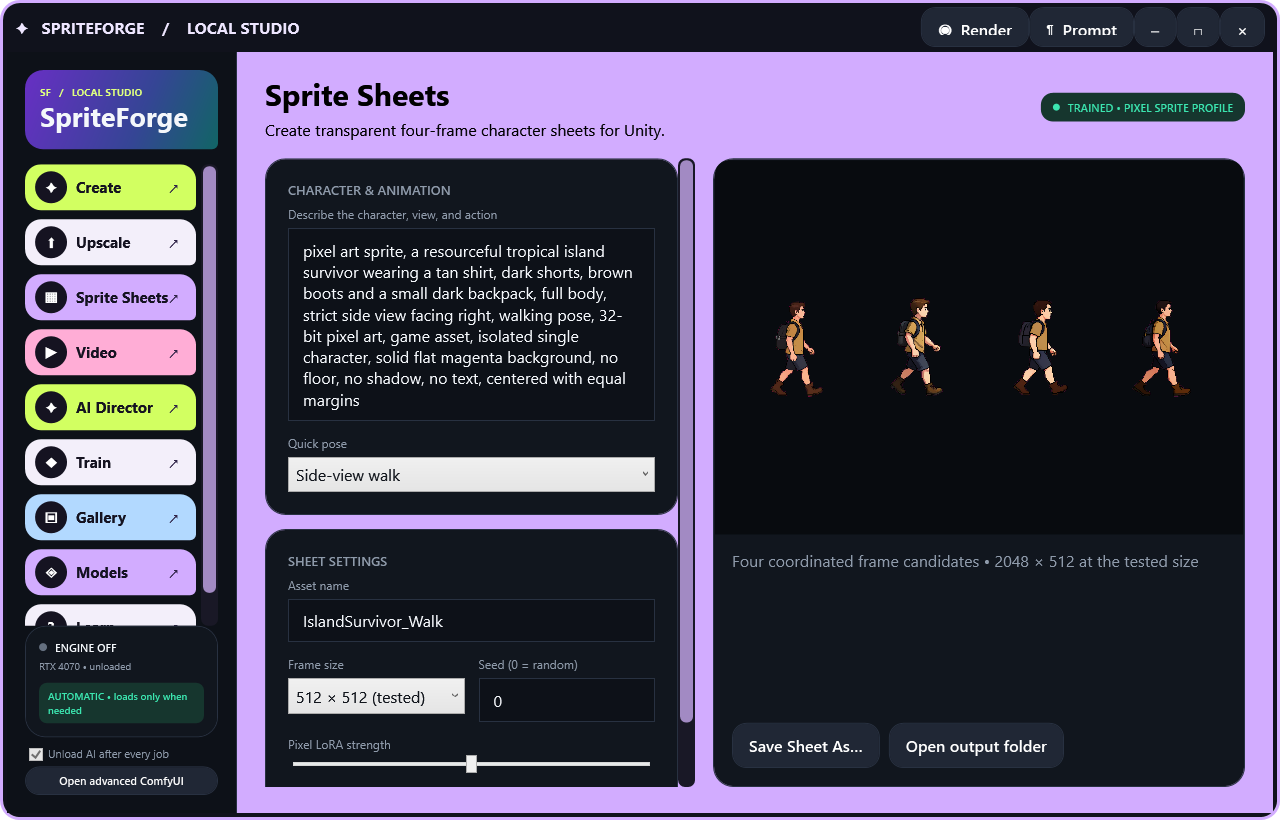 ✦ SPRITEFORGE / LOCAL STUDIO
Render
¶ Prompt
SF / LOCAL STUDIO
SpriteForge
Create ↗
Upscale ↗
Sprite Sheets↗
Video ↗
AI Director ↗
Train ↗
Gallery ↗
Models ↗
ENGINE OFF
RTX 4070 • unloaded
AUTOMATIC • loads only when
needed
Unload AI after every job
Open advanced ComfyUI
Sprite Sheets
Create transparent four-frame character sheets for Unity.
TRAINED • PIXEL SPRITE PROFILE
CHARACTER & ANIMATION
Describe the character, view, and action
pixel art sprite, a resourceful tropical island
survivor wearing a tan shirt, dark shorts, brown
boots and a small dark backpack, full body,
strict side view facing right, walking pose, 32-
bit pixel art, game asset, isolated single
character, solid flat magenta background, no
floor, no shadow, no text, centered with equal
margins
Quick pose
Side-view walk
SHEET SETTINGS
Asset name
IslandSurvivor_Walk
Frame size
Seed (0 = random)
512 × 512 (tested)
0
Pixel LoRA strength
Four coordinated frame candidates • 2048 × 512 at the tested size
Save Sheet As...
Open output folder